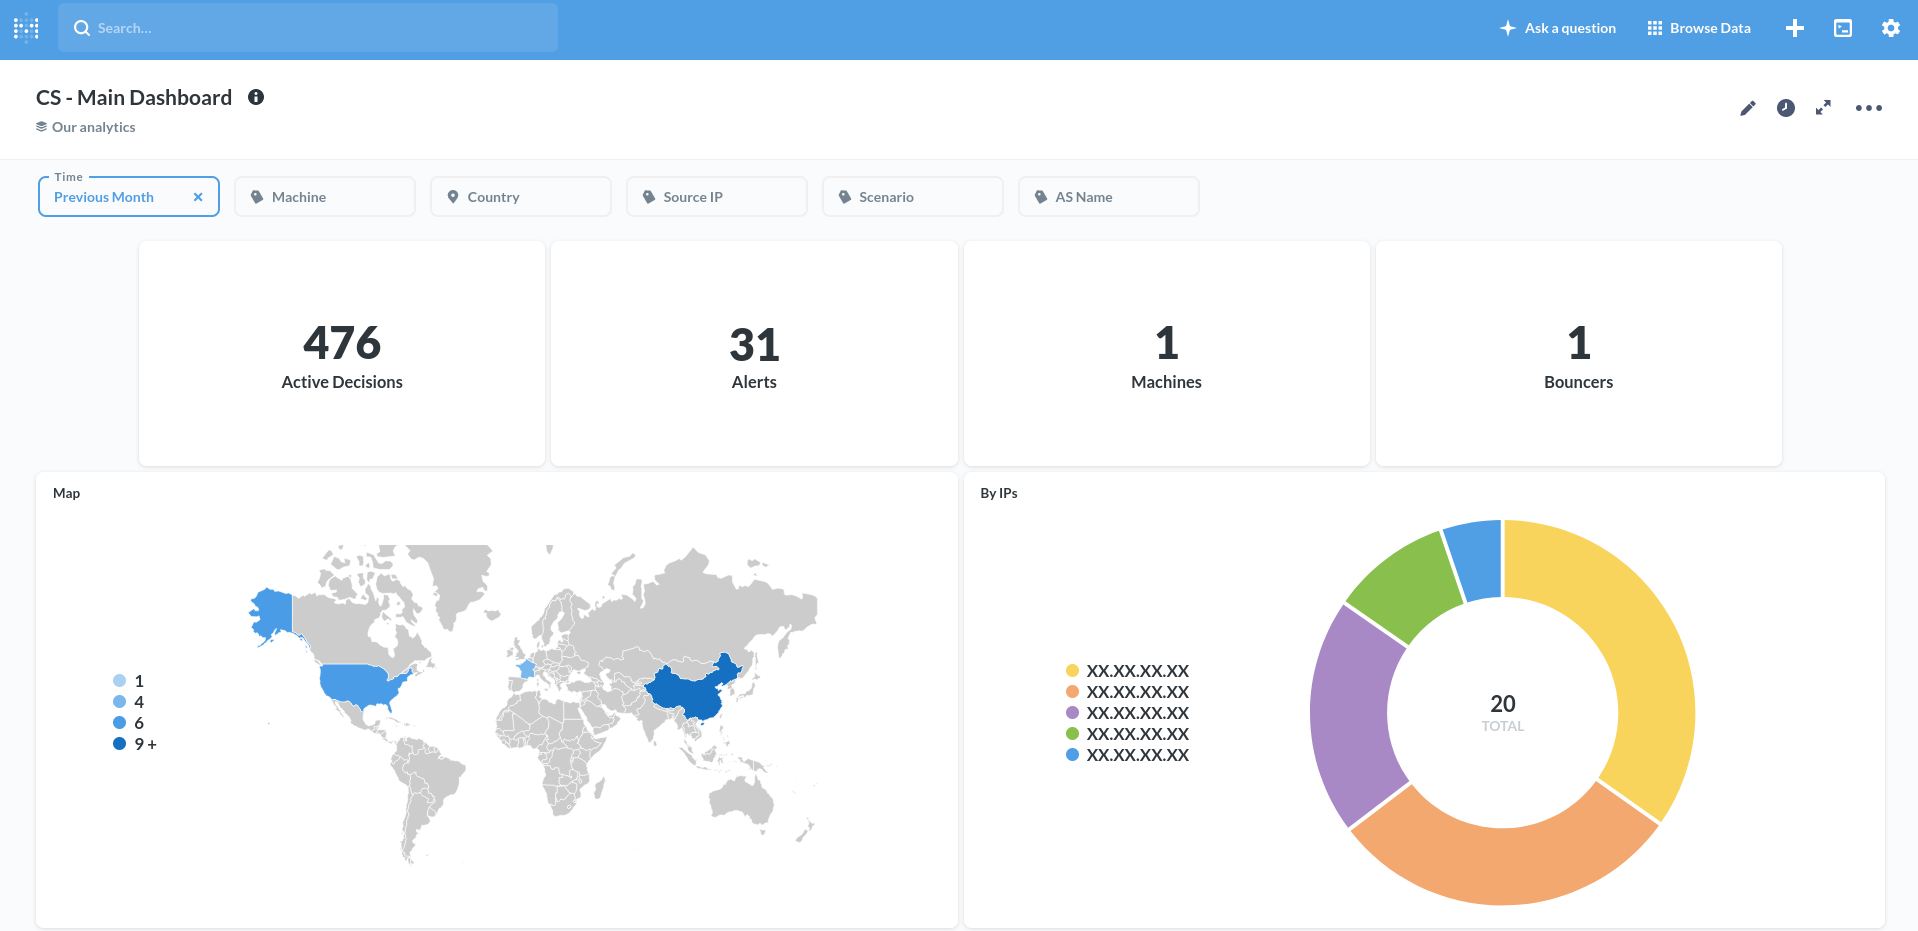 Search...
Ask a question
Browse Data
CS - Main Dashboard
Our analytics
Time
Previous Month
Machine
Country
Source IP
Scenario
AS Name
476
Active Decisions
31
Alerts
1
Machines
1
Bouncers
Map
1
4
6
9 +
By IPs
XX.XX.XX.XX
XX.XX.XX.XX
XX.XX.XX.XX
XX.XX.XX.XX
XX.XX.XX.XX
20
TOTAL